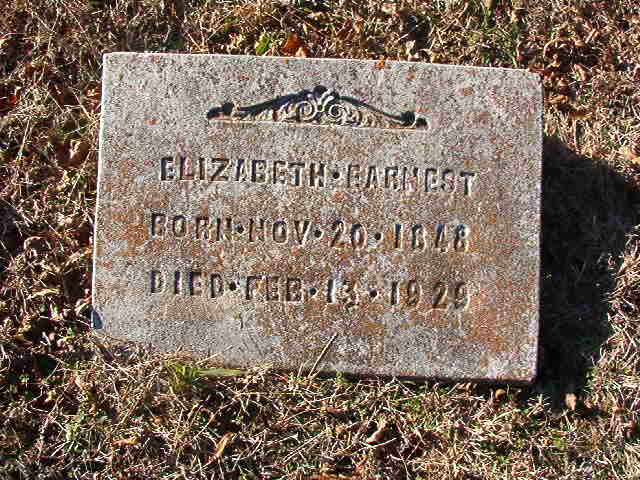 ELIZABETH·EARNEST
BORN·NOV·20·1848
DIED·FEB·13·1929